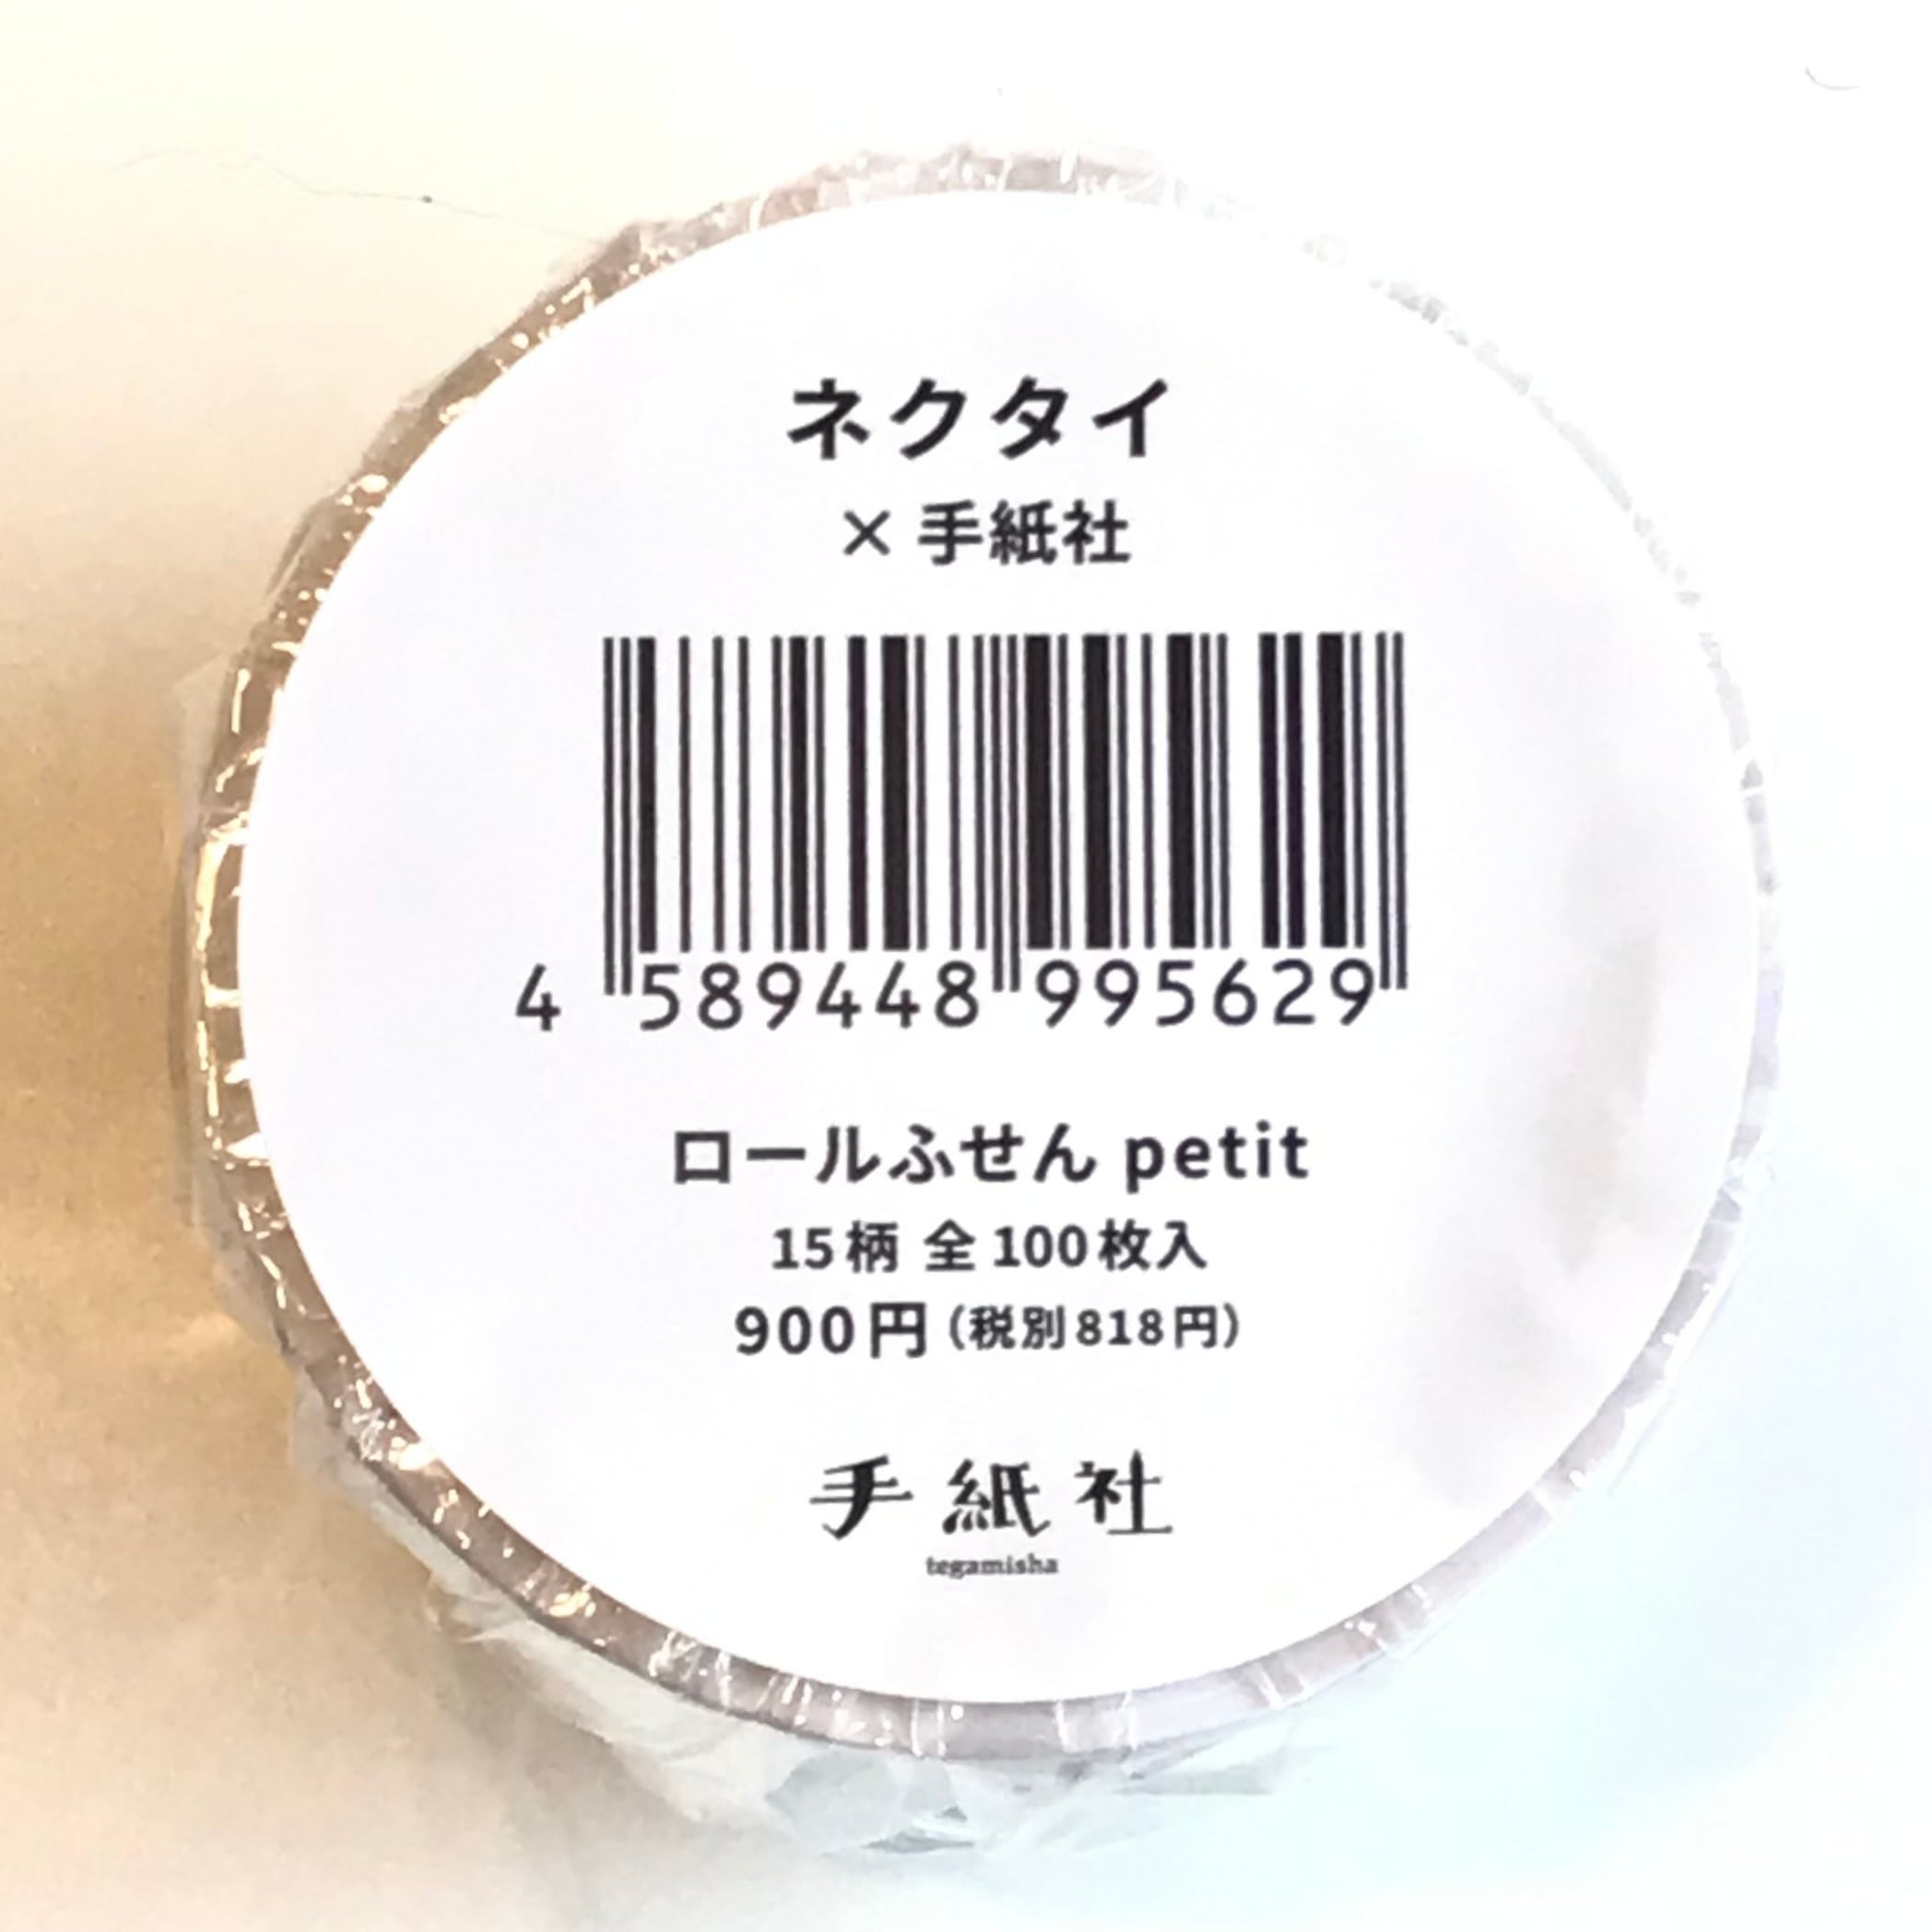 ネクタイ
× 手紙社
4 589448 995629
ロールふせん petit
15柄 全100枚入
900円(税別818円)
手紙社
tegamisha